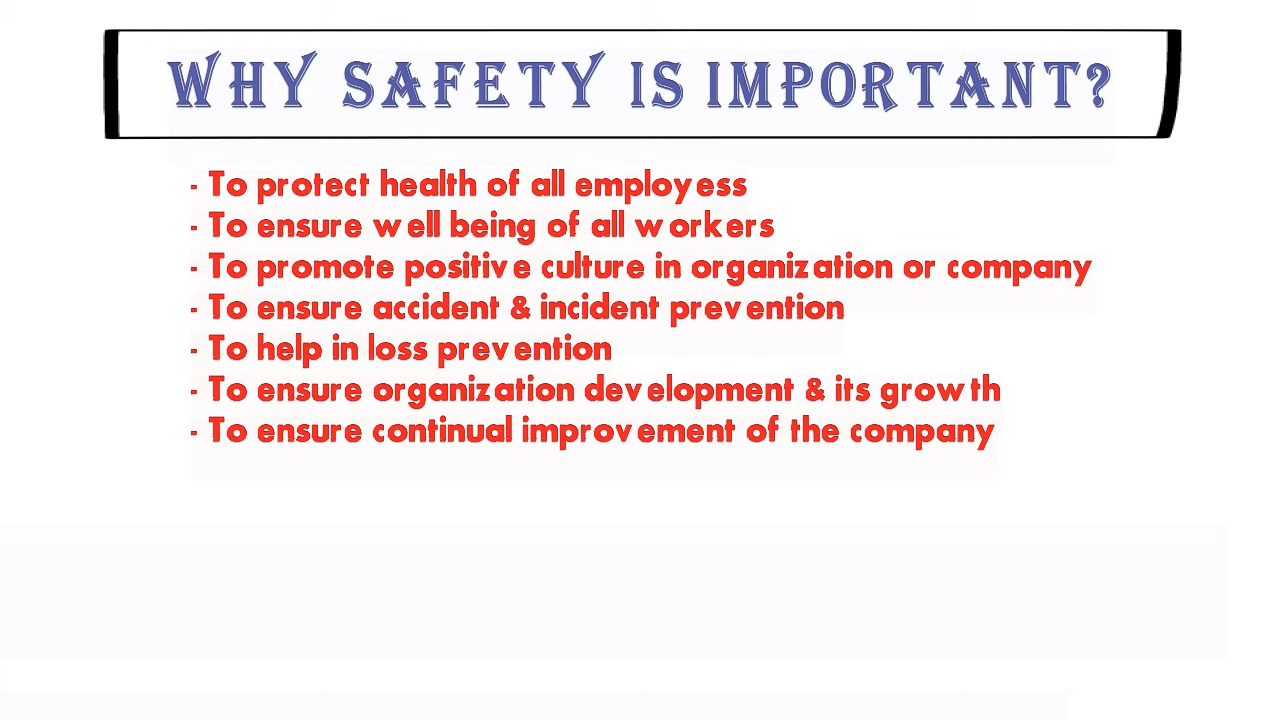 WHY SAFETY IS IMPORTANT?
- To protect health of all employess
- To ensure well being of all workers
- To promote positive culture in organization or company
- To ensure accident & incident prevention
- To help in loss prevention
- To ensure organization development & its growth
- To ensure continual improvement of the company